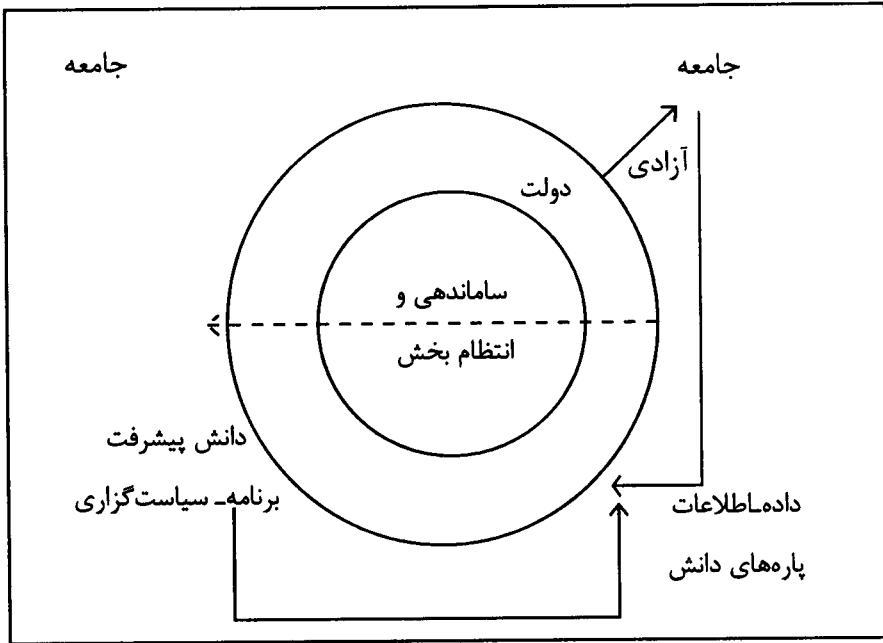 جامعه
جامعه
آزادی
دولت
ساماندهی و
انتظام بخش
دانش پیشرفت
برنامه‌ـ سیاست‌گزاری
داده‌ـ‌اطلاعات
پاره‌های دانش